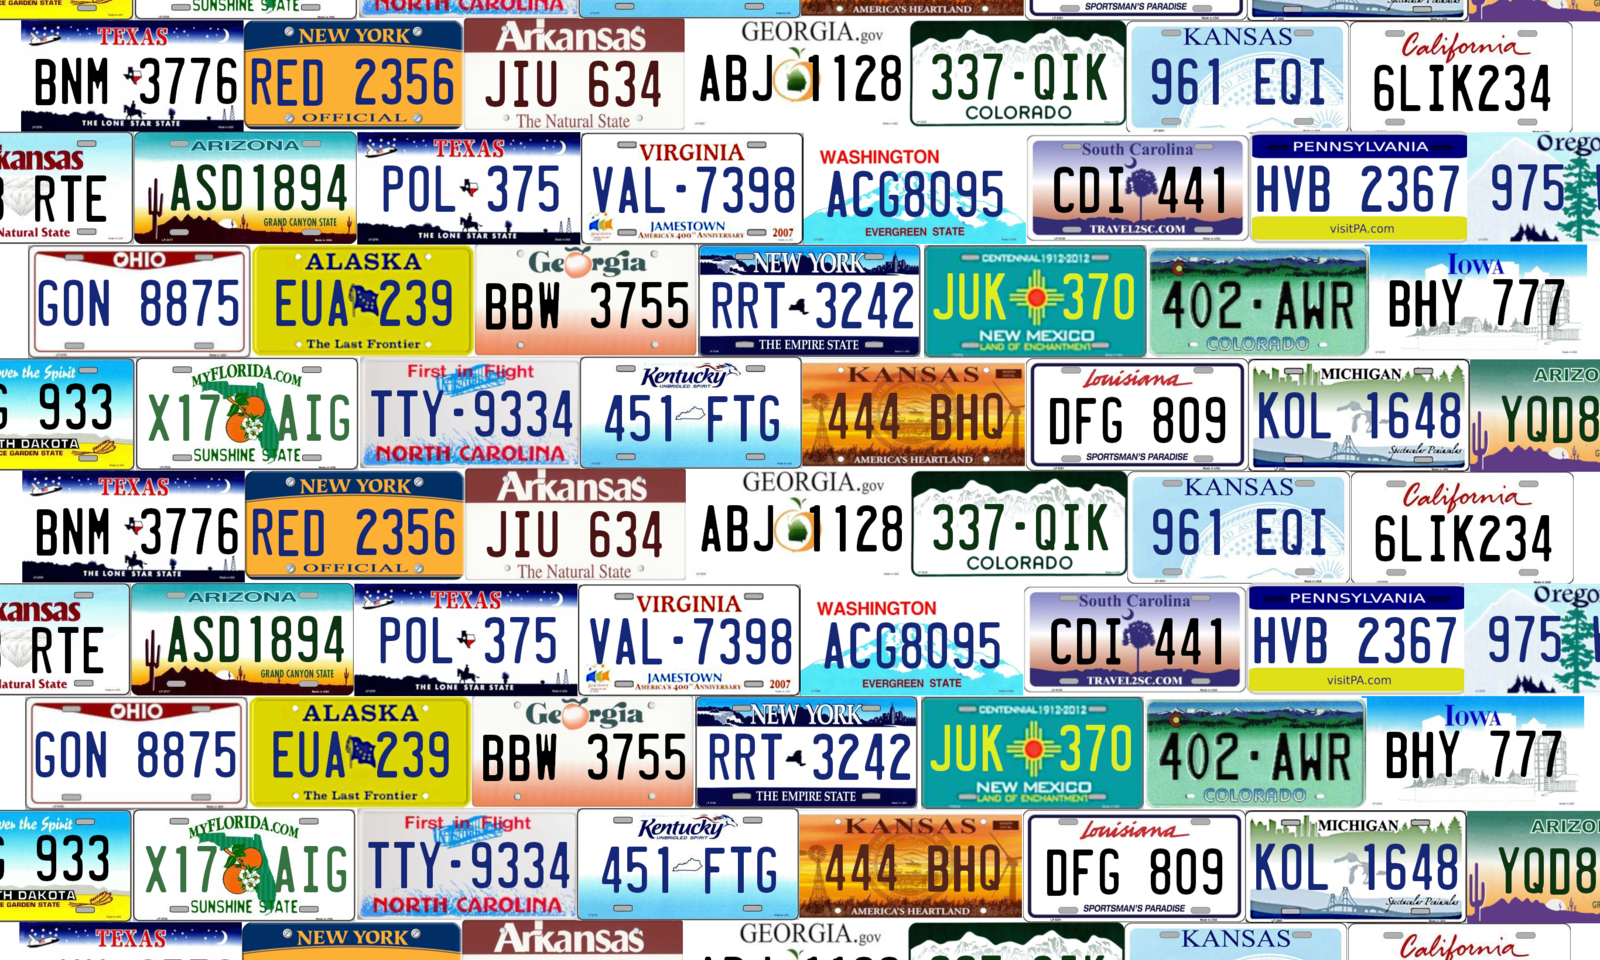 GARDEN STATE
SUNSHINE STATE
NORTH CAROLINA
AMERICA'S HEARTLAND
SPORTSMAN'S PARADISE
TEXAS
BNM 3776
THE LONE STAR STATE
NEW YORK
RED 2356
OFFICIAL
Arkansas
JIU 634
The Natural State
GEORGIA.gov
ABJ 1128
337·QIK
COLORADO
KANSAS
961 EQI
California
6LIK234
kansas
RTE
Natural State
ARIZONA
ASD1894
GRAND CANYON STATE
TEXAS
POL 375
THE LONE STAR STATE
VIRGINIA
VAL-7398
JAMESTOWN
AMERICA'S 400TH ANNIVERSARY 2007
WASHINGTON
ACG8095
EVERGREEN STATE
South Carolina
CDI 441
TRAVEL2SC.COM
PENNSYLVANIA
HVB 2367
visitPA.com
Orego
975
OHIO
GON 8875
ALASKA
EUA 239
The Last Frontier
Georgia
BBW 3755
NEW YORK
RRT 3242
THE EMPIRE STATE
CENTENNIAL 1912-2012
JUK 370
NEW MEXICO
LAND OF ENCHANTMENT
402·AWR
COLORADO
IOWA
BHY 777
ver the Spirit
G 933
TH DAKOTA
CE GARDEN STATE
MYFLORIDA.COM
X17 AIG
SUNSHINE STATE
First in Flight
TTY-9334
NORTH CAROLINA
Kentucky
UNBRIDLED SPIRIT
451 FTG
KANSAS
444 BHQ
AMERICA'S HEARTLAND
Louisiana
DFG 809
SPORTSMAN'S PARADISE
MICHIGAN
KOL 1648
Spectacular Peninsulas
ARIZO
YQD8
TEXAS
BNM 3776
THE LONE STAR STATE
NEW YORK
RED 2356
OFFICIAL
Arkansas
JIU 634
The Natural State
GEORGIA.gov
ABJ 1128
337·QIK
COLORADO
KANSAS
961 EQI
California
6LIK234
kansas
RTE
Natural State
ARIZONA
ASD1894
GRAND CANYON STATE
TEXAS
POL 375
THE LONE STAR STATE
VIRGINIA
VAL-7398
JAMESTOWN
AMERICA'S 400TH ANNIVERSARY 2007
WASHINGTON
ACG8095
EVERGREEN STATE
South Carolina
CDI 441
TRAVEL2SC.COM
PENNSYLVANIA
HVB 2367
visitPA.com
Orego
975
OHIO
GON 8875
ALASKA
EUA 239
The Last Frontier
Georgia
BBW 3755
NEW YORK
RRT 3242
THE EMPIRE STATE
CENTENNIAL 1912-2012
JUK 370
NEW MEXICO
LAND OF ENCHANTMENT
402·AWR
COLORADO
IOWA
BHY 777
ver the Spirit
G 933
TH DAKOTA
CE GARDEN STATE
MYFLORIDA.COM
X17 AIG
SUNSHINE STATE
First in Flight
TTY-9334
NORTH CAROLINA
Kentucky
UNBRIDLED SPIRIT
451 FTG
KANSAS
444 BHQ
AMERICA'S HEARTLAND
Louisiana
DFG 809
SPORTSMAN'S PARADISE
MICHIGAN
KOL 1648
Spectacular Peninsulas
ARIZO
YQD8
TEXAS
NEW YORK
Arkansas
GEORGIA.gov
KANSAS
California